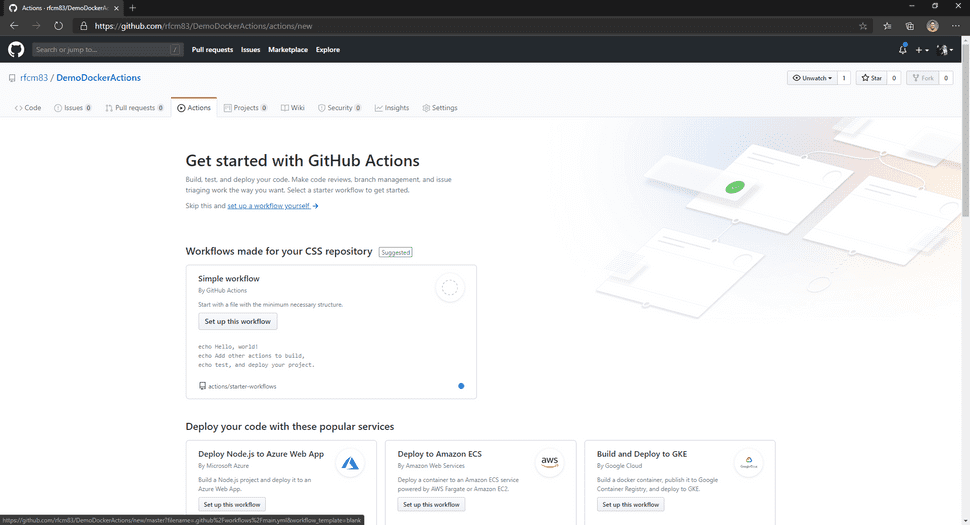 Actions · rfcm83/DemoDockerAc
https://github.com/rfcm83/DemoDockerActions/actions/new
Search or jump to...
/
Pull requests Issues Marketplace Explore
rfcm83 / DemoDockerActions
Unwatch 1 Star 0 Fork 0
Code Issues 0 Pull requests 0 Actions Projects 0 Wiki Security 0 Insights Settings
Get started with GitHub Actions
Build, test, and deploy your code. Make code reviews, branch management, and issue
triaging work the way you want. Select a starter workflow to get started.
Skip this and set up a workflow yourself.
Workflows made for your CSS repository Suggested
Simple workflow
By GitHub Actions
Start with a file with the minimum necessary structure.
Set up this workflow
echo Hello, world!
echo Add other actions to build,
echo test, and deploy your project.
actions/starter-workflows
Deploy your code with these popular services
Deploy Node.js to Azure Web App
By Microsoft Azure
Build a Node.js project and deploy it to an
Azure Web App.
Set up this workflow
Deploy to Amazon ECS
By Amazon Web Services
aws
Deploy a container to an Amazon ECS service
powered by AWS Fargate or Amazon EC2.
Set up this workflow
Build and Deploy to GKE
By Google Cloud
Build a docker container, publish it to Google
Container Registry, and deploy to GKE.
Set up this workflow
https://github.com/rfcm83/DemoDockerActions/new/master?filename=.github%2Fworkflows%2Fmain.yml&workflow_template=blank